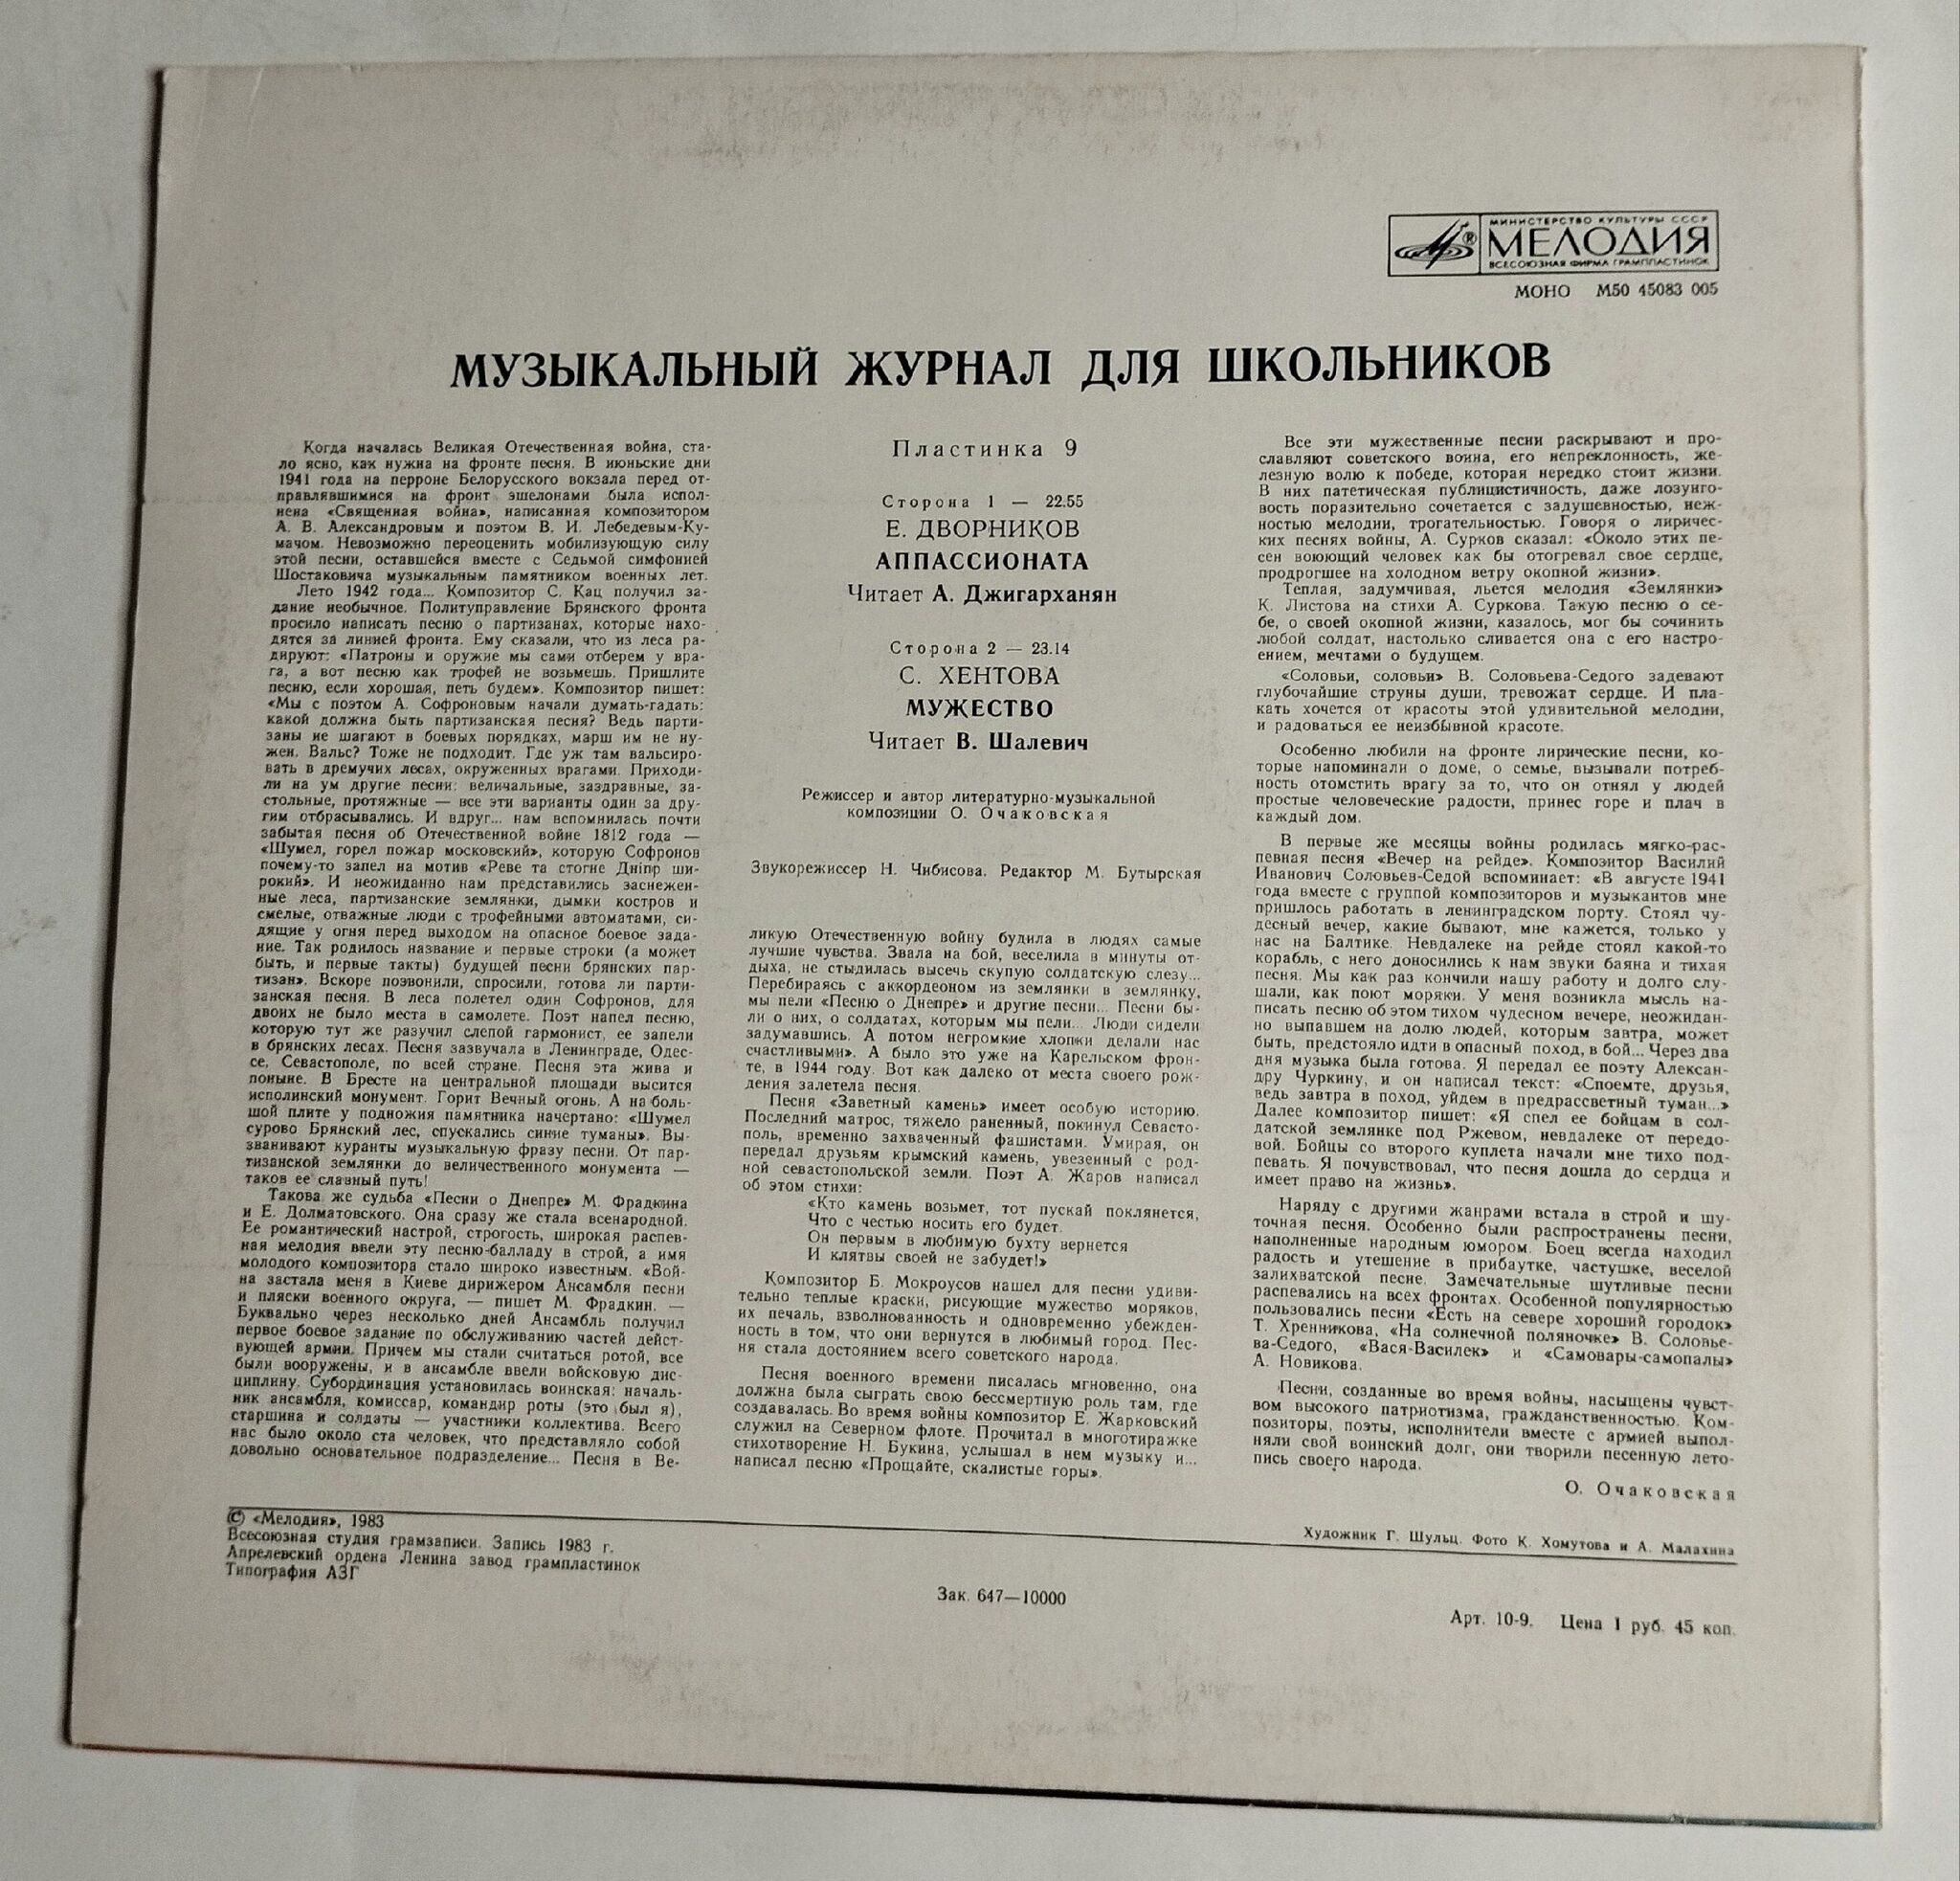 МИНИСТЕРСТВО КУЛЬТУРЫ СССР
МЕЛОДИЯ
ВСЕСОЮЗНАЯ ФИРМА ГРАМПЛАСТИНОК
МОНО М50 45083 005
МУЗЫКАЛЬНЫЙ ЖУРНАЛ ДЛЯ ШКОЛЬНИКОВ
Когда началась Великая Отечественная война, ста-
ло ясно, как нужна на фронте песня. В июньские дни
1941 года на перроне Белорусского вокзала перед от-
правлявшимися на фронт эшелонами была испол-
нена «Священная война», написанная композитором
А. В. Александровым и поэтом В. И. Лебедевым-Ку-
мачом. Невозможно переоценить мобилизующую силу
этой песни, оставшейся вместе с Седьмой симфонией
Шостаковича музыкальным памятником военных лет.
Лето 1942 года... Композитор С. Кац получил за-
дание необычное. Политуправление Брянского фронта
просило написать песню о партизанах, которые нахо-
дятся за линией фронта. Ему сказали, что из леса ра-
дируют: «Патроны и оружие мы сами отберем у вра-
га, а вот песню как трофей не возьмешь. Пришлите
песню, если хорошая, петь будем». Композитор пишет:
«Мы с поэтом А. Софроновым начали думать-гадать:
какой должна быть партизанская песня? Ведь парти-
заны не шагают в боевых порядках, марш им не ну-
жен. Вальс? Тоже не подходит. Где уж там вальсиро-
вать в дремучих лесах, окруженных врагами. Приходи-
ли на ум другие песни: величальные, заздравные, за-
стольные, протяжные — все эти варианты один за дру-
гим отбрасывались. И вдруг... нам вспомнилась почти
забытая песня об Отечественной войне 1812 года —
«Шумел, горел пожар московский», которую Софронов
почему-то запел на мотив «Реве та стогне Дніпр ши-
рокий». И неожиданно нам представились заснежен-
ные леса, партизанские землянки, дымки костров и
смелые, отважные люди с трофейными автоматами, си-
дящие у огня перед выходом на опасное боевое зада-
ние. Так родилось название и первые строки (а может
быть, и первые такты) будущей песни брянских пар-
тизан». Вскоре позвонили, спросили, готова ли парти-
занская песня. В леса полетел один Софронов, для
двоих не было места в самолете. Поэт напел песню,
которую тут же разучил слепой гармонист, ее запели
в брянских лесах. Песня зазвучала в Ленинграде, Одес-
се, Севастополе, по всей стране. Песня эта жива и
поныне. В Бресте на центральной площади высится
исполинский монумент. Горит Вечный огонь. А на боль-
шой плите у подножия памятника начертано: «Шумел
сурово Брянский лес, спускались синие туманы». Вы-
званивают куранты музыкальную фразу песни. От пар-
тизанской землянки до величественного монумента —
таков ее славный путь!
Такова же судьба «Песни о Днепре» М. Фрадкина
и Е. Долматовского. Она сразу же стала всенародной.
Ее романтический настрой, строгость, широкая распев-
ная мелодия ввели эту песню-балладу в строй, а имя
молодого композитора стало широко известным. «Вой-
на застала меня в Киеве дирижером Ансамбля песни
и пляски военного округа, — пишет М. Фрадкин. —
Буквально через несколько дней Ансамбль получил
первое боевое задание по обслуживанию частей дейст-
вующей армии. Причем мы стали считаться ротой, все
были вооружены, и в ансамбле ввели войсковую дис-
циплину. Субординация установилась воинская: началь-
ник ансамбля, комиссар, командир роты (это был я),
старшина и солдаты — участники коллектива. Всего
нас было около ста человек, что представляло собой
довольно основательное подразделение... Песня в Ве-
Пластинка 9
Сторона 1 — 22.55
Е. ДВОРНИКОВ
АППАССИОНАТА
Читает А. Джигарханян
Сторона 2 — 23.14
С. ХЕНТОВА
МУЖЕСТВО
Читает В. Шалевич
Режиссер и автор литературно-музыкальной
композиции О. Очаковская
Звукорежиссер Н. Чибисова. Редактор М. Бутырская
ликую Отечественную войну будила в людях самые
лучшие чувства. Звала на бой, веселила в минуты от-
дыха, не стыдилась высечь скупую солдатскую слезу...
Перебираясь с аккордеоном из землянки в землянку,
мы пели «Песню о Днепре» и другие песни... Песни бы-
ли о них, о солдатах, которым мы пели... Люди сидели
задумавшись. А потом негромкие хлопки делали нас
счастливыми». А было это уже на Карельском фрон-
те, в 1944 году. Вот как далеко от места своего рож-
дения залетела песня.
Песня «Заветный камень» имеет особую историю.
Последний матрос, тяжело раненный, покинул Севасто-
поль, временно захваченный фашистами. Умирая, он
передал друзьям крымский камень, увезенный с род-
ной севастопольской земли. Поэт А. Жаров написал
об этом стихи:
«Кто камень возьмет, тот пускай поклянется,
Что с честью носить его будет.
Он первым в любимую бухту вернется
И клятвы своей не забудет!»
Композитор Б. Мокроусов нашел для песни удиви-
тельно теплые краски, рисующие мужество моряков,
их печаль, взволнованность и одновременно убежден-
ность в том, что они вернутся в любимый город. Пес-
ня стала достоянием всего советского народа.
Песня военного времени писалась мгновенно, она
должна была сыграть свою бессмертную роль там, где
создавалась. Во время войны композитор Е. Жарковский
служил на Северном флоте. Прочитал в многотиражке
стихотворение Н. Букина, услышал в нем музыку и...
написал песню «Прощайте, скалистые горы».
Все эти мужественные песни раскрывают и про-
славляют советского воина, его непреклонность, же-
лезную волю к победе, которая нередко стоит жизни.
В них патетическая публицистичность, даже лозунго-
вость поразительно сочетается с задушевностью, неж-
ностью мелодии, трогательностью. Говоря о лиричес-
ких песнях войны, А. Сурков сказал: «Около этих пе-
сен воюющий человек как бы отогревал свое сердце,
продрогшее на холодном ветру окопной жизни».
Теплая, задумчивая, льется мелодия «Землянки»
К. Листова на стихи А. Суркова. Такую песню о се-
бе, о своей окопной жизни, казалось, мог бы сочинить
любой солдат, настолько сливается она с его настро-
ением, мечтами о будущем.
«Соловьи, соловьи» В. Соловьева-Седого задевают
глубочайшие струны души, тревожат сердце. И пла-
кать хочется от красоты этой удивительной мелодии,
и радоваться ее неизбывной красоте.
Особенно любили на фронте лирические песни, ко-
торые напоминали о доме, о семье, вызывали потреб-
ность отомстить врагу за то, что он отнял у людей
простые человеческие радости, принес горе и плач в
каждый дом.
В первые же месяцы войны родилась мягко-рас-
певная песня «Вечер на рейде». Композитор Василий
Иванович Соловьев-Седой вспоминает: «В августе 1941
года вместе с группой композиторов и музыкантов мне
пришлось работать в ленинградском порту. Стоял чу-
десный вечер, какие бывают, мне кажется, только у
нас на Балтике. Невдалеке на рейде стоял какой-то
корабль, с него доносились к нам звуки баяна и тихая
песня. Мы как раз кончили нашу работу и долго слу-
шали, как поют моряки. У меня возникла мысль на-
писать песню об этом тихом чудесном вечере, неожидан-
но выпавшем на долю людей, которым завтра, может
быть, предстояло идти в опасный поход, в бой... Через два
дня музыка была готова. Я передал ее поэту Алексан-
дру Чуркину, и он написал текст: «Споемте, друзья,
ведь завтра в поход, уйдем в предрассветный туман...»
Далее композитор пишет: «Я спел ее бойцам в сол-
датской землянке под Ржевом, невдалеке от передо-
вой. Бойцы со второго куплета начали мне тихо под-
певать. Я почувствовал, что песня дошла до сердца и
имеет право на жизнь».
Наряду с другими жанрами встала в строй и шу-
точная песня. Особенно были распространены песни,
наполненные народным юмором. Боец всегда находил
радость и утешение в прибаутке, частушке, веселой
залихватской песне. Замечательные шутливые песни
распевались на всех фронтах. Особенной популярностью
пользовались песни «Есть на севере хороший городок»
Т. Хренникова, «На солнечной поляночке» В. Соловье-
ва-Седого, «Вася-Василек» и «Самовары-самопалы»
А. Новикова.
Песни, созданные во время войны, насыщены чувст-
вом высокого патриотизма, гражданственностью. Ком-
позиторы, поэты, исполнители вместе с армией выпол-
няли свой воинский долг, они творили песенную лето-
пись своего народа.
О. Очаковская
© «Мелодия», 1983
Всесоюзная студия грамзаписи. Запись 1983 г.
Апрелевский ордена Ленина завод грампластинок
Типография АЗГ
Художник Г. Шульц. Фото К. Хомутова и А. Малахина
Зак. 647—10000
Арт. 10-9. Цена 1 руб. 45 коп.